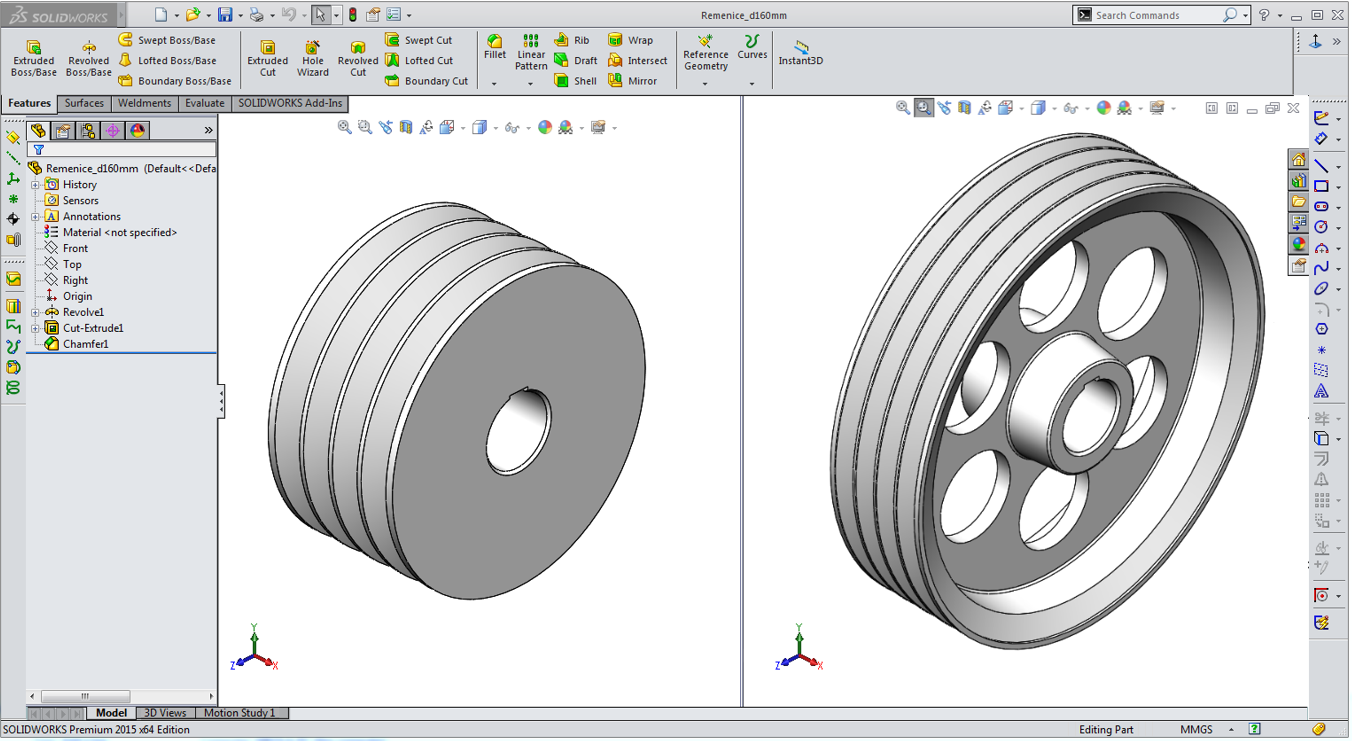 3S SOLIDWORKS
Remenice_d160mm
Search Commands
Extruded Boss/Base
Revolved Boss/Base
Swept Boss/Base
Lofted Boss/Base
Boundary Boss/Base
Extruded Cut
Hole Wizard
Revolved Cut
Swept Cut
Lofted Cut
Boundary Cut
Fillet
Linear Pattern
Rib
Draft
Shell
Wrap
Intersect
Mirror
Reference Geometry
Curves
Instant3D
Features Surfaces Weldments Evaluate SOLIDWORKS Add-Ins
Remenice_d160mm (Default<<Defa
History
Sensors
A Annotations
Material <not specified>
Front
Top
Right
Origin
Revolve1
Cut-Extrude1
Chamfer1
Y
Z X
Y
Z X
Model 3D Views Motion Study 1
SOLIDWORKS Premium 2015 x64 Edition Editing Part MMGS